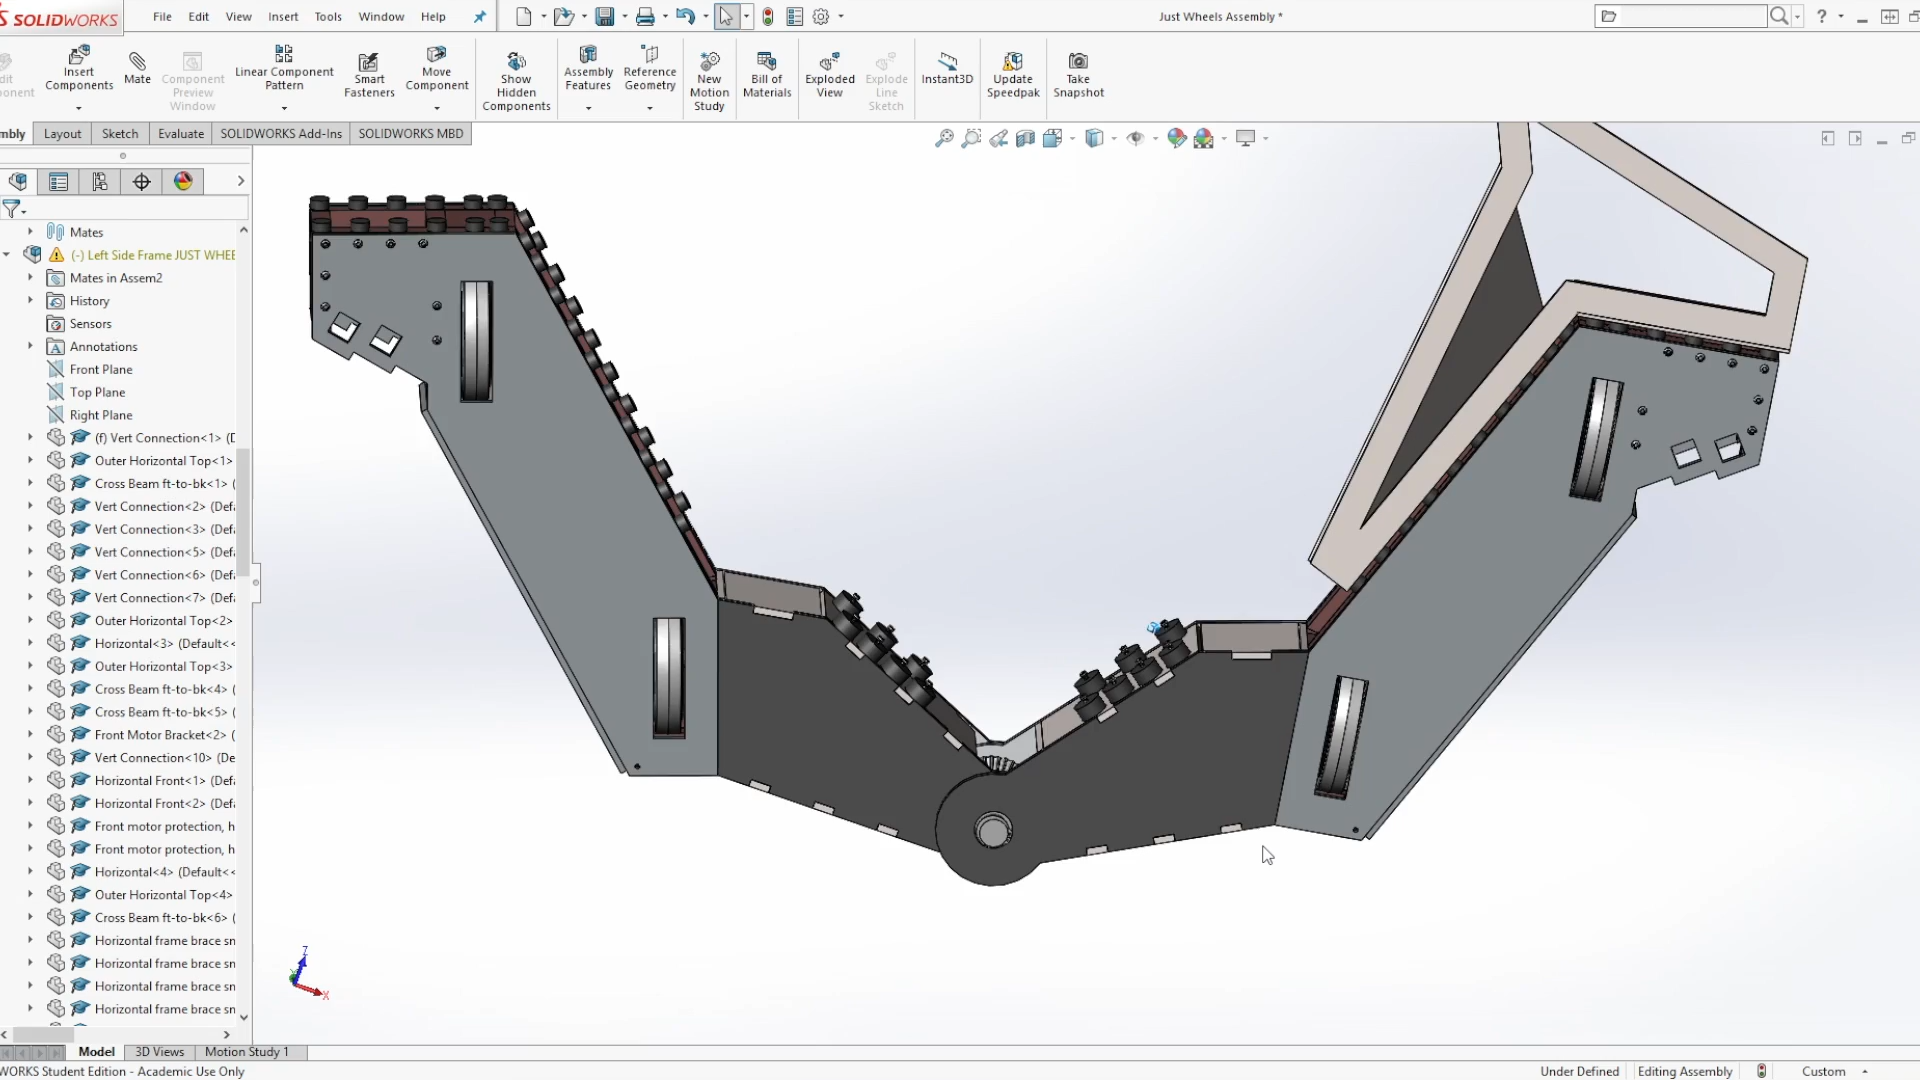 SOLIDWORKS
File Edit View Insert Tools Window Help
Just Wheels Assembly *
Insert Components
Mate
Component Preview Window
Linear Component Pattern
Smart Fasteners
Move Component
Show Hidden Components
Assembly Features
Reference Geometry
New Motion Study
Bill of Materials
Exploded View
Explode Line Sketch
Instant3D
Update Speedpak
Take Snapshot
mbly Layout Sketch Evaluate SOLIDWORKS Add-Ins SOLIDWORKS MBD
Mates
(-) Left Side Frame JUST WHEE
Mates in Assem2
History
Sensors
Annotations
Front Plane
Top Plane
Right Plane
(f) Vert Connection<1> (D
Outer Horizontal Top<1>
Cross Beam ft-to-bk<1> (
Vert Connection<2> (Defa
Vert Connection<3> (Defa
Vert Connection<5> (Defa
Vert Connection<6> (Defa
Vert Connection<7> (Defa
Outer Horizontal Top<2>
Horizontal<3> (Default<<
Outer Horizontal Top<3>
Cross Beam ft-to-bk<4> (
Cross Beam ft-to-bk<5> (
Front Motor Bracket<2> (
Vert Connection<10> (De
Horizontal Front<1> (Defa
Horizontal Front<2> (Defa
Front motor protection, h
Front motor protection, h
Horizontal<4> (Default<<
Outer Horizontal Top<4>
Cross Beam ft-to-bk<6> (
Horizontal frame brace sn
Horizontal frame brace sn
Horizontal frame brace sn
Horizontal frame brace sn
Z
X
Model 3D Views Motion Study 1
WORKS Student Edition - Academic Use Only
Under Defined Editing Assembly Custom